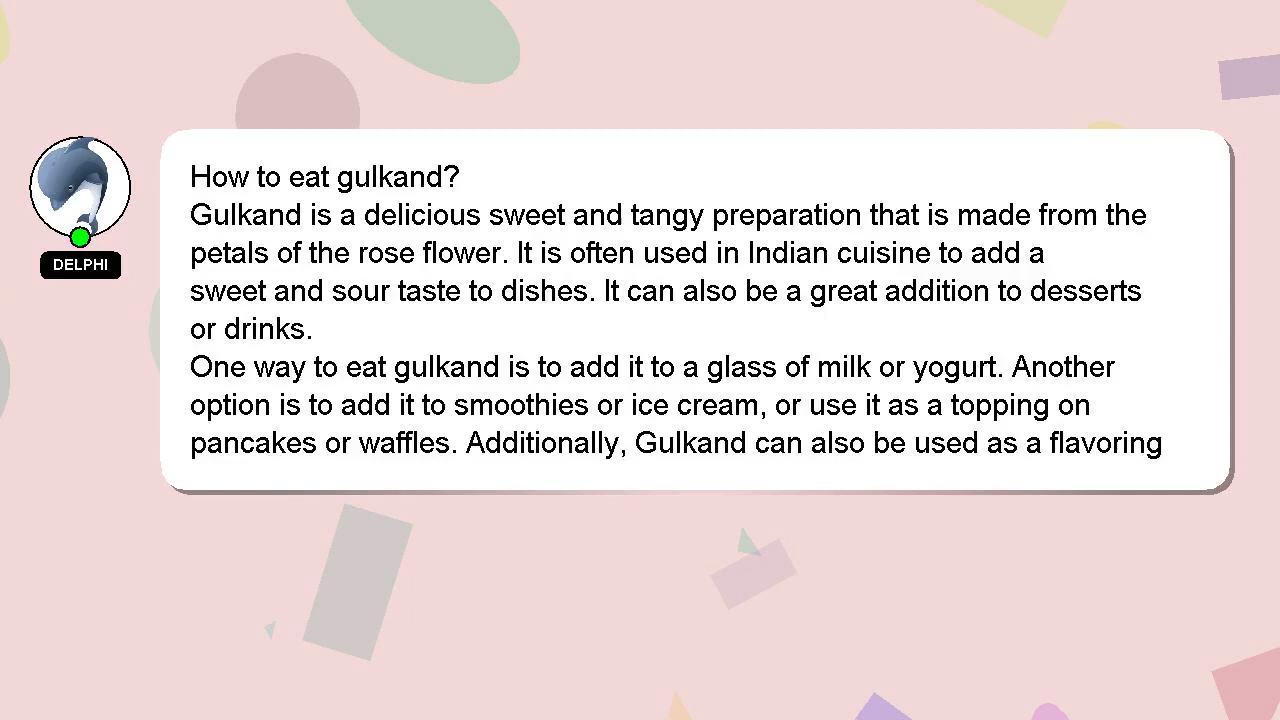 How to eat gulkand?
Gulkand is a delicious sweet and tangy preparation that is made from the
petals of the rose flower. It is often used in Indian cuisine to add a
sweet and sour taste to dishes. It can also be a great addition to desserts
or drinks.
One way to eat gulkand is to add it to a glass of milk or yogurt. Another
option is to add it to smoothies or ice cream, or use it as a topping on
pancakes or waffles. Additionally, Gulkand can also be used as a flavoring
DELPHI